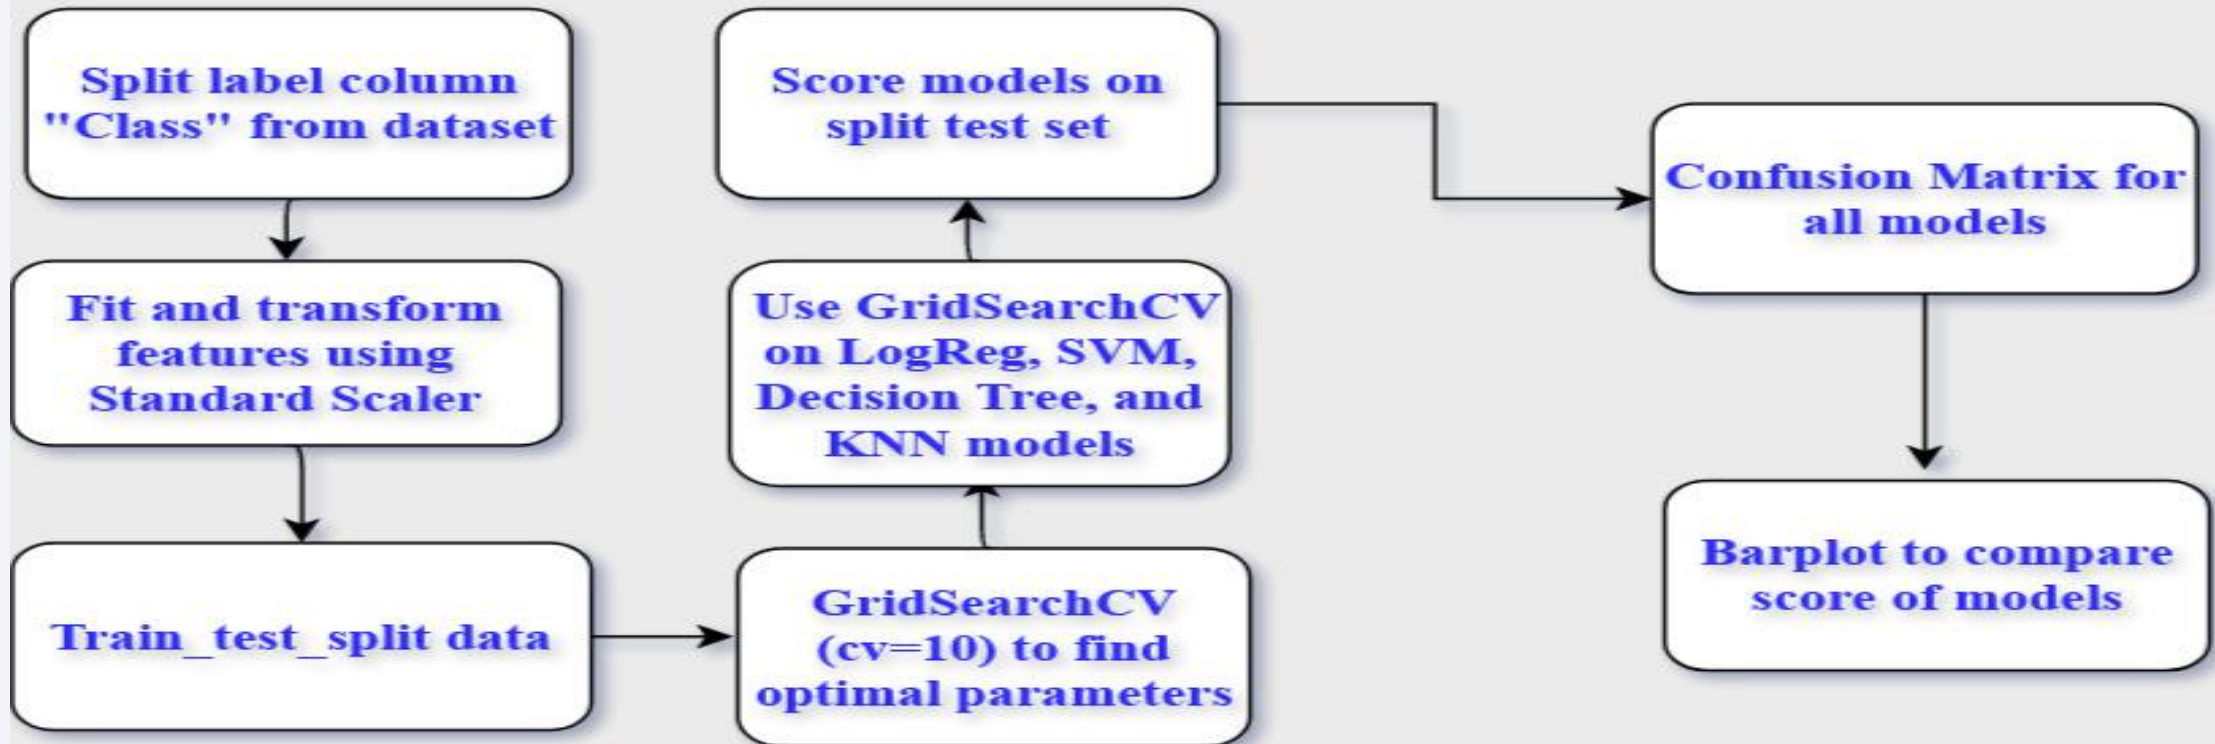 Split label column
"Class" from dataset
Fit and transform
features using
Standard Scaler
Train_test_split data
GridSearchCV
(cv=10) to find
optimal parameters
Use GridSearchCV
on LogReg, SVM,
Decision Tree, and
KNN models
Score models on
split test set
Confusion Matrix for
all models
Barplot to compare
score of models